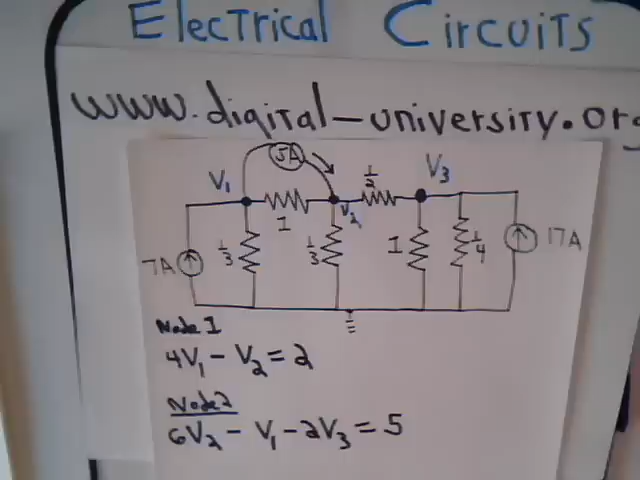 Electrical Circuits
www.digital-university.org
5A
V1
V2
V3
1
1/2
7A
1/3
1/3
1
1/4
17A
Node 1
4V1 - V2 = 2
Node 2
6V2 - V1 - 2V3 = 5